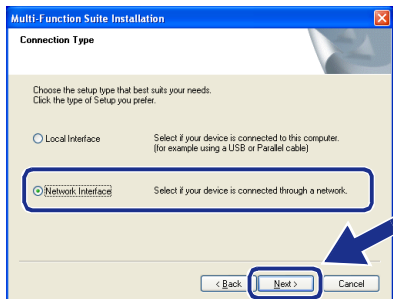 Multi-Function Suite Installation
Connection Type
Choose the setup type that best suits your needs.
Click the type of Setup you prefer.
Local Interface
Select if your device is connected to this computer.
(for example using a USB or Parallel cable)
Network Interface
Select if your device is connected through a network.
< Back
Next >
Cancel